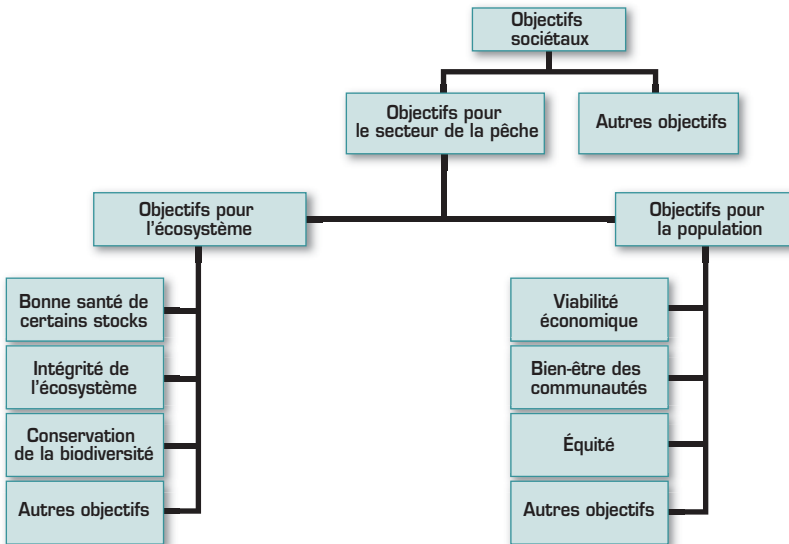 Objectifs
sociétaux
Objectifs pour
le secteur de la pêche
Autres objectifs
Objectifs pour
l'écosystème
Objectifs pour
la population
Bonne santé de
certains stocks
Intégrité de
l'écosystème
Conservation
de la biodiversité
Autres objectifs
Viabilité
économique
Bien-être des
communautés
Équité
Autres objectifs